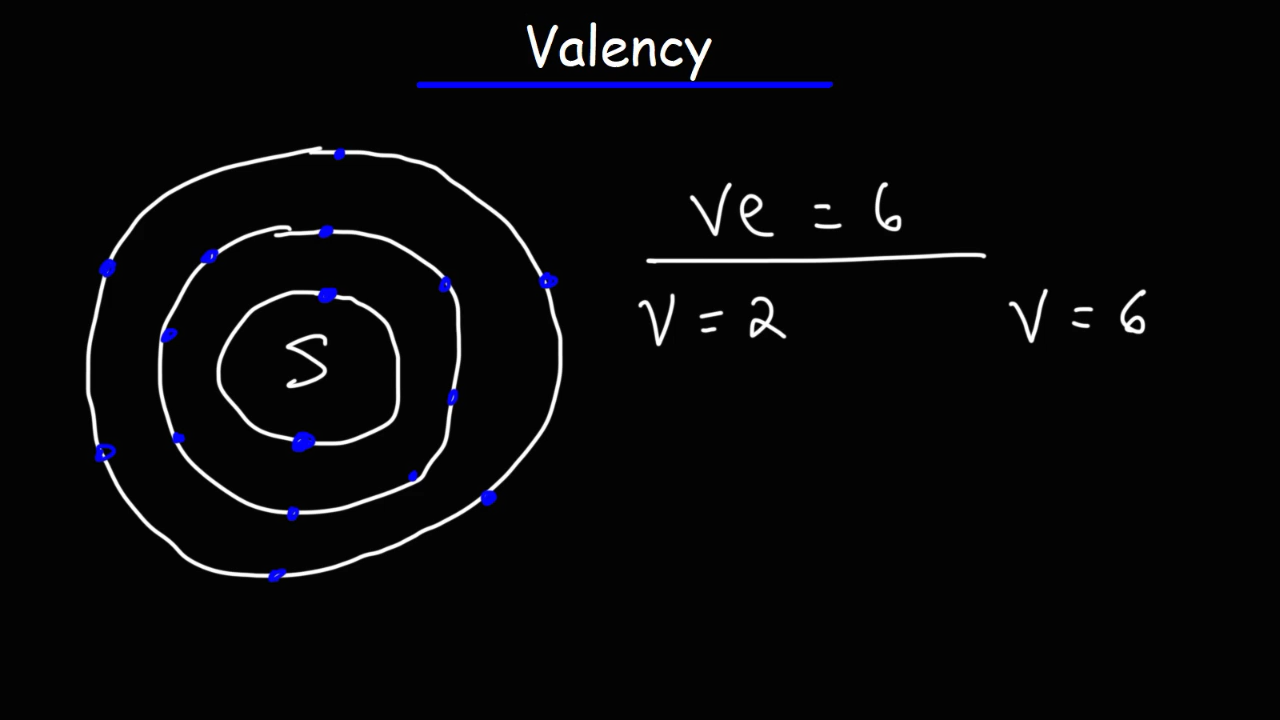 Valency
S
Ve = 6
V = 2
V = 6